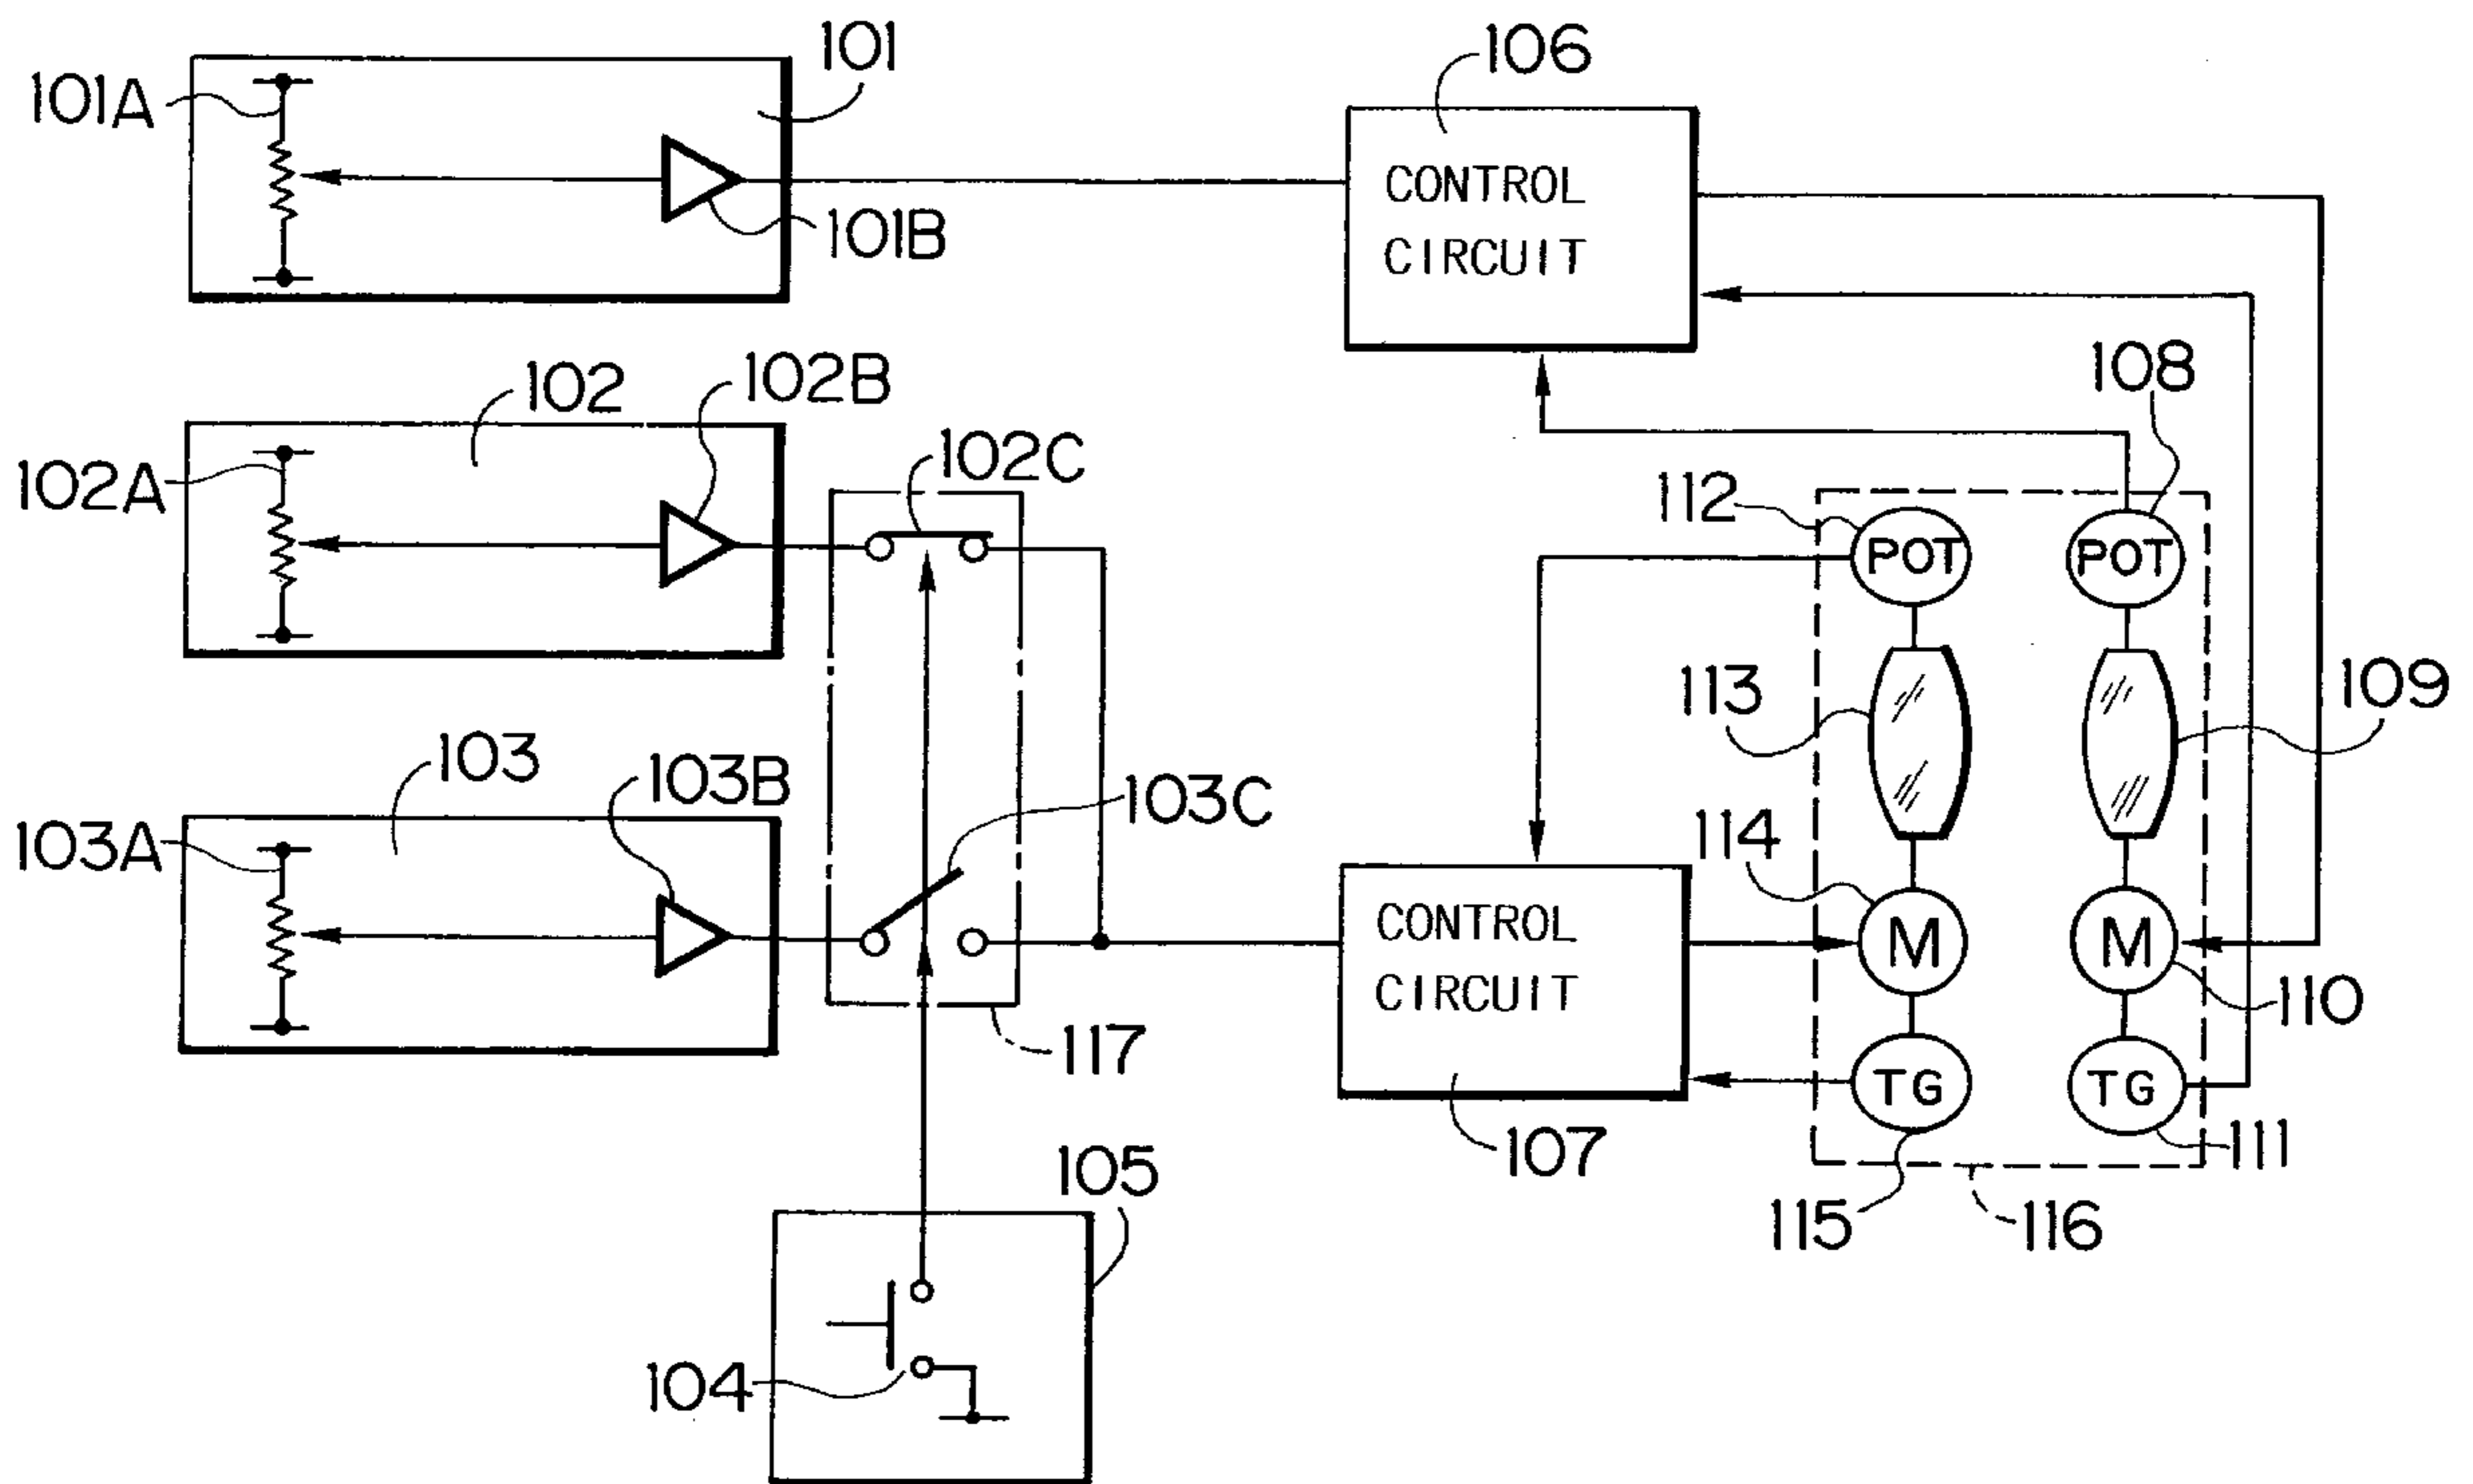 101
101A
101B
106
CONTROL
CIRCUIT
102
102B
102A
102C
108
112
POT
POT
113
109
103
103B
103A
103C
114
CONTROL
CIRCUIT
M
M
110
117
TG
TG
107
111
105
115
116
104